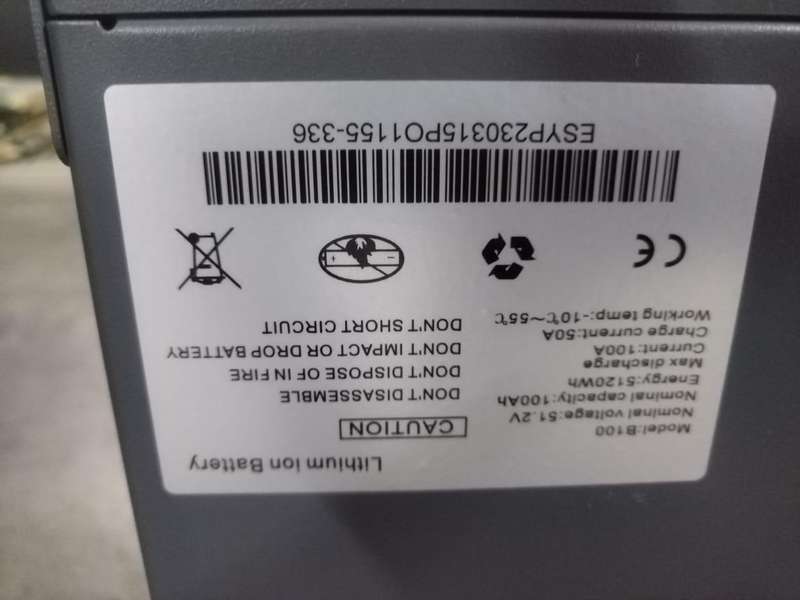 Lithium ion Battery
Model:B100
Nominal voltage:51.2V
Nominal capacity:100Ah
Energy:5120Wh
Max discharge
Current:100A
Charge current:50A
Working temp:-10℃~55℃
CAUTION
DON'T DISASSEMBLE
DON'T DISPOSE OF IN FIRE
DON'T IMPACT OR DROP BATTERY
DON'T SHORT CIRCUIT
CE
ESYP230315PO1155-336